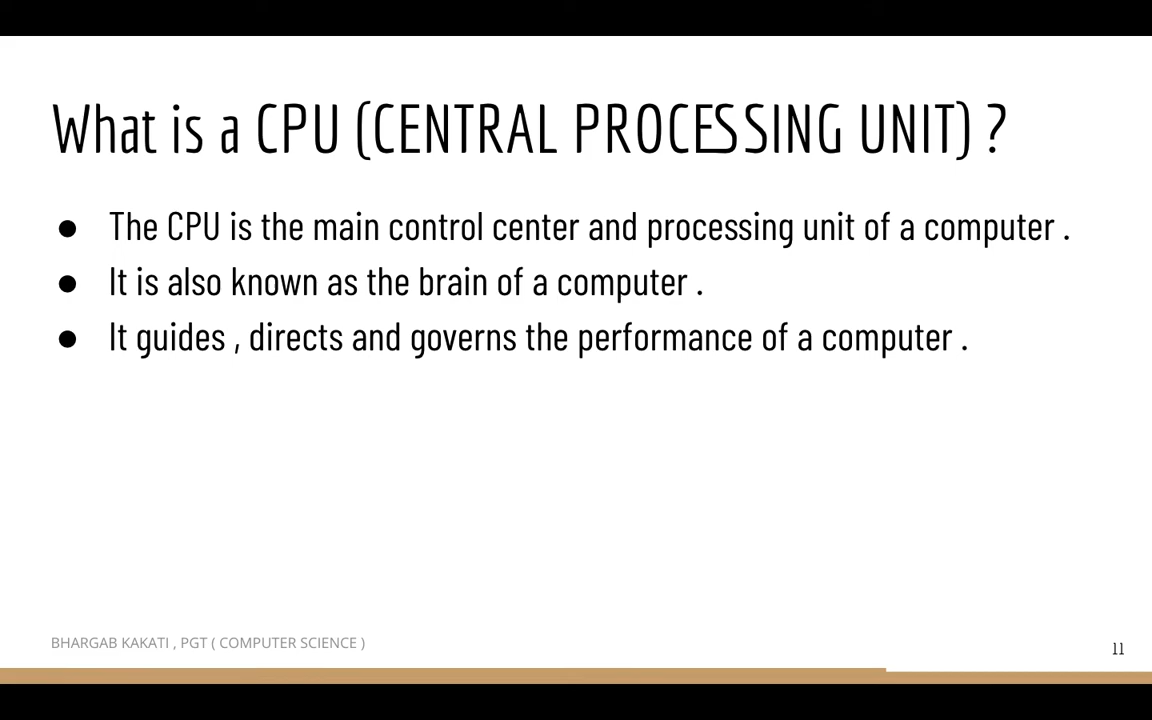 What is a CPU (CENTRAL PROCESSING UNIT) ?
● The CPU is the main control center and processing unit of a computer .
● It is also known as the brain of a computer .
● It guides , directs and governs the performance of a computer .
BHARGAB KAKATI , PGT ( COMPUTER SCIENCE )
11